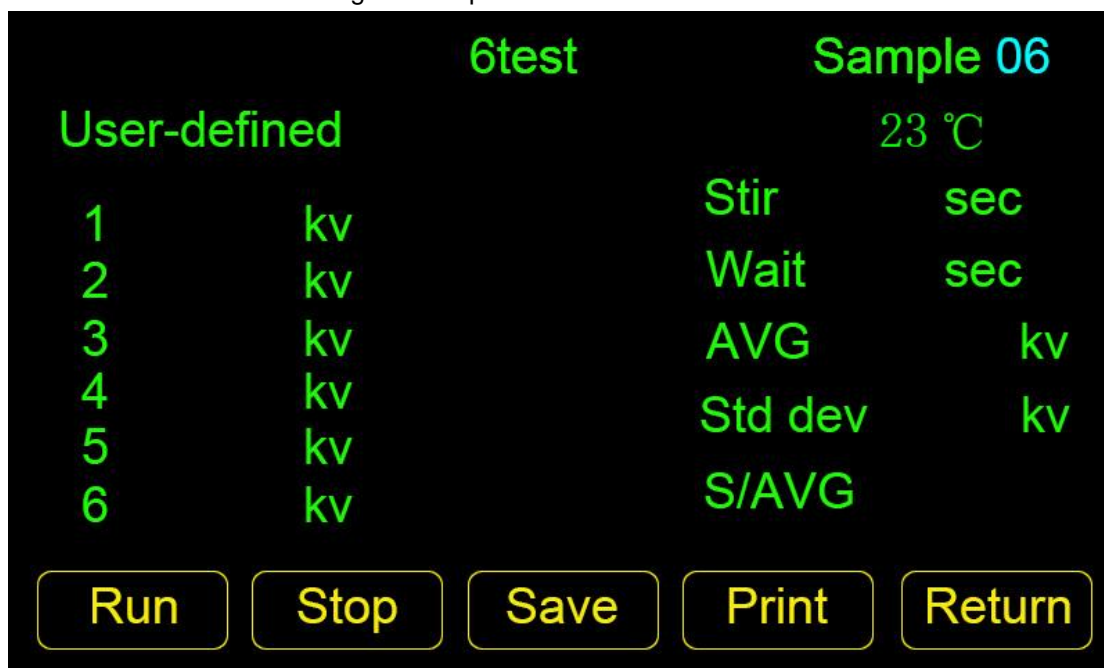 6test Sample 06
User-defined 23 ℃
Stir sec
1 kv
2 kv
Wait sec
3 kv
AVG kv
4 kv
Std dev kv
5 kv
6 kv
S/AVG
Run Stop Save Print Return